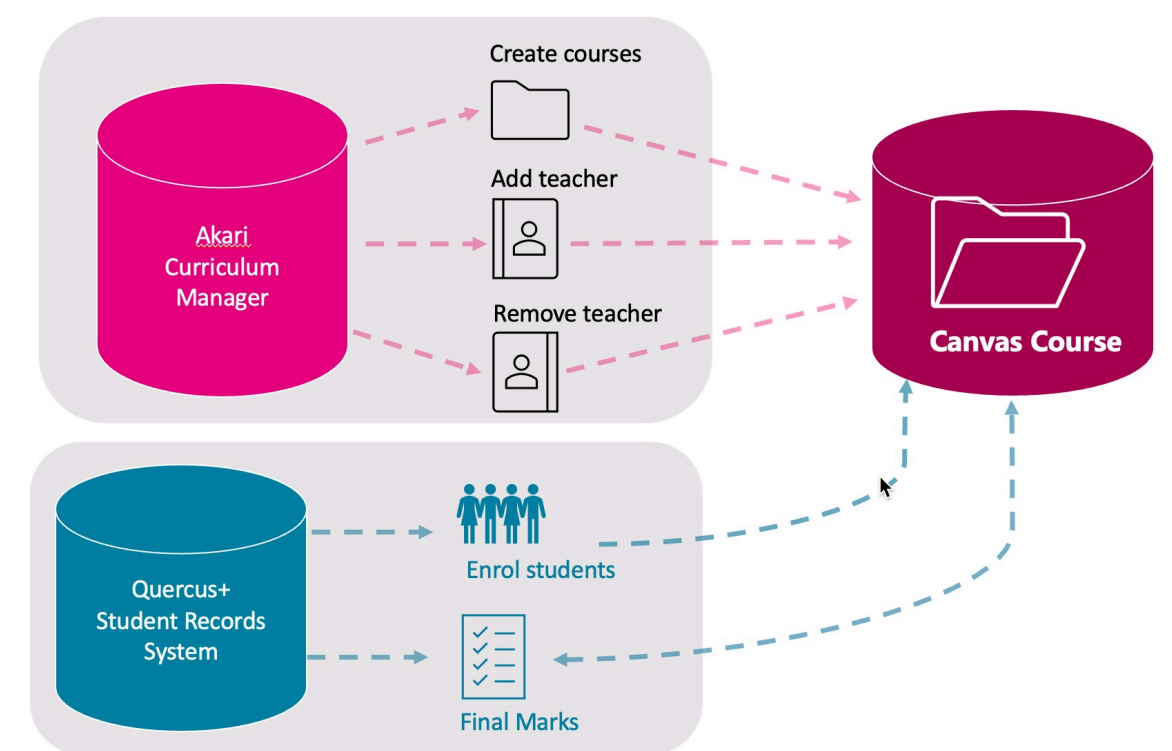 Create courses
Add teacher
Akari
Curriculum
Manager
Remove teacher
Canvas Course
Enrol students
Quercus+
Student Records
System
Final Marks